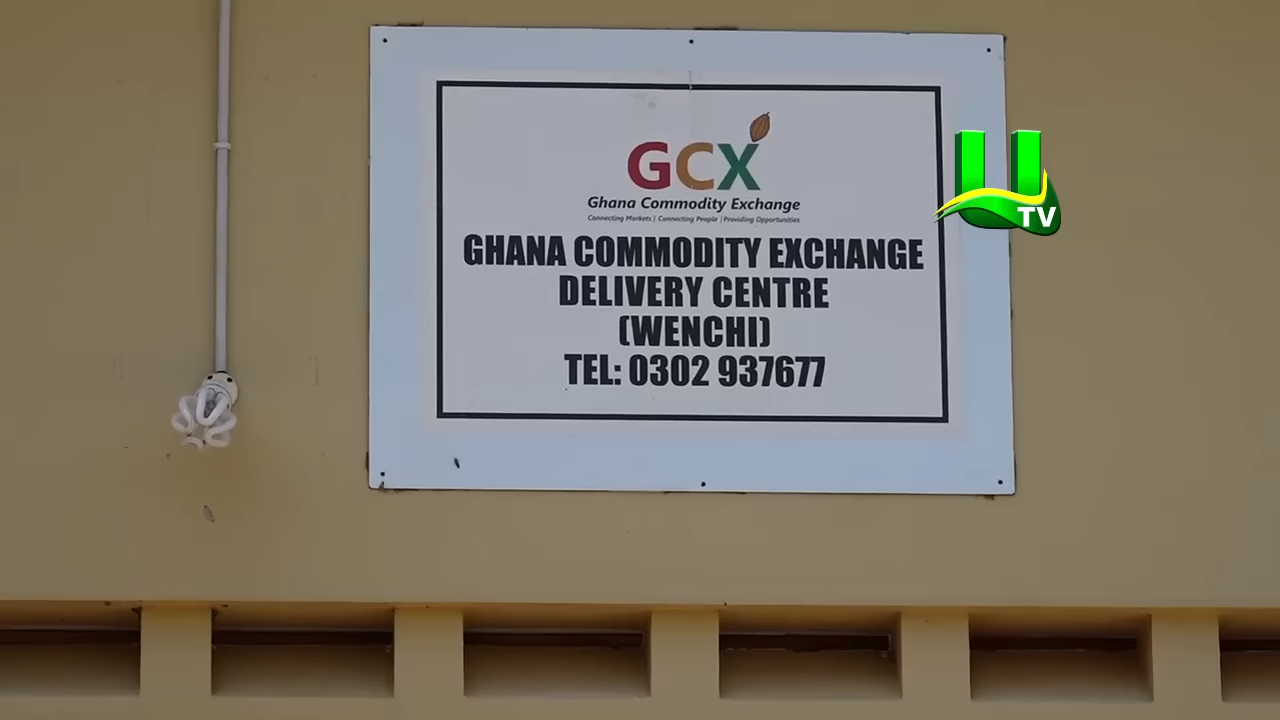 GCX
Ghana Commodity Exchange
Connecting Markets | Connecting People | Providing Opportunities
GHANA COMMODITY EXCHANGE
DELIVERY CENTRE
(WENCHI)
TEL: 0302 937677
U
TV